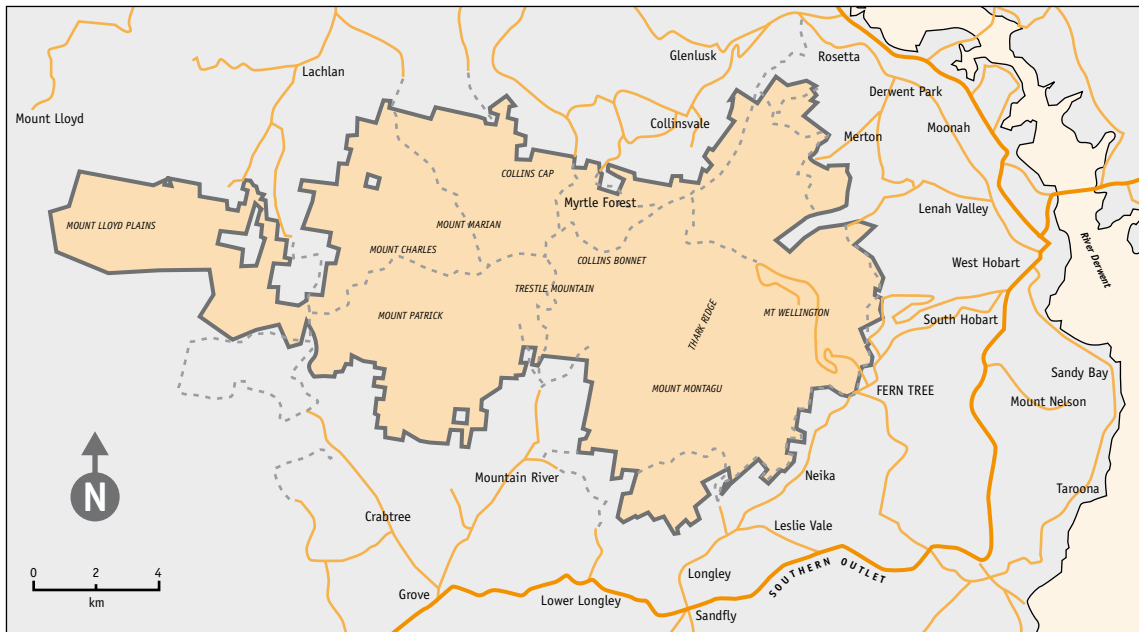 Glenlusk
Rosetta
Lachlan
Derwent Park
Mount Lloyd
Collinsvale
Moonah
Merton
COLLINS CAP
Myrtle Forest
Lenah Valley
MOUNT LLOYD PLAINS
MOUNT MARIAN
MOUNT CHARLES
River Derwent
COLLINS BONNET
West Hobart
TRESTLE MOUNTAIN
MOUNT PATRICK
THARK RIDGE
MT WELLINGTON
South Hobart
Sandy Bay
MOUNT MONTAGU
FERN TREE
Mount Nelson
N
Mountain River
Neika
Taroona
Crabtree
Leslie Vale
0 2 4
km
Longley
SOUTHERN OUTLET
Grove
Lower Longley
Sandfly